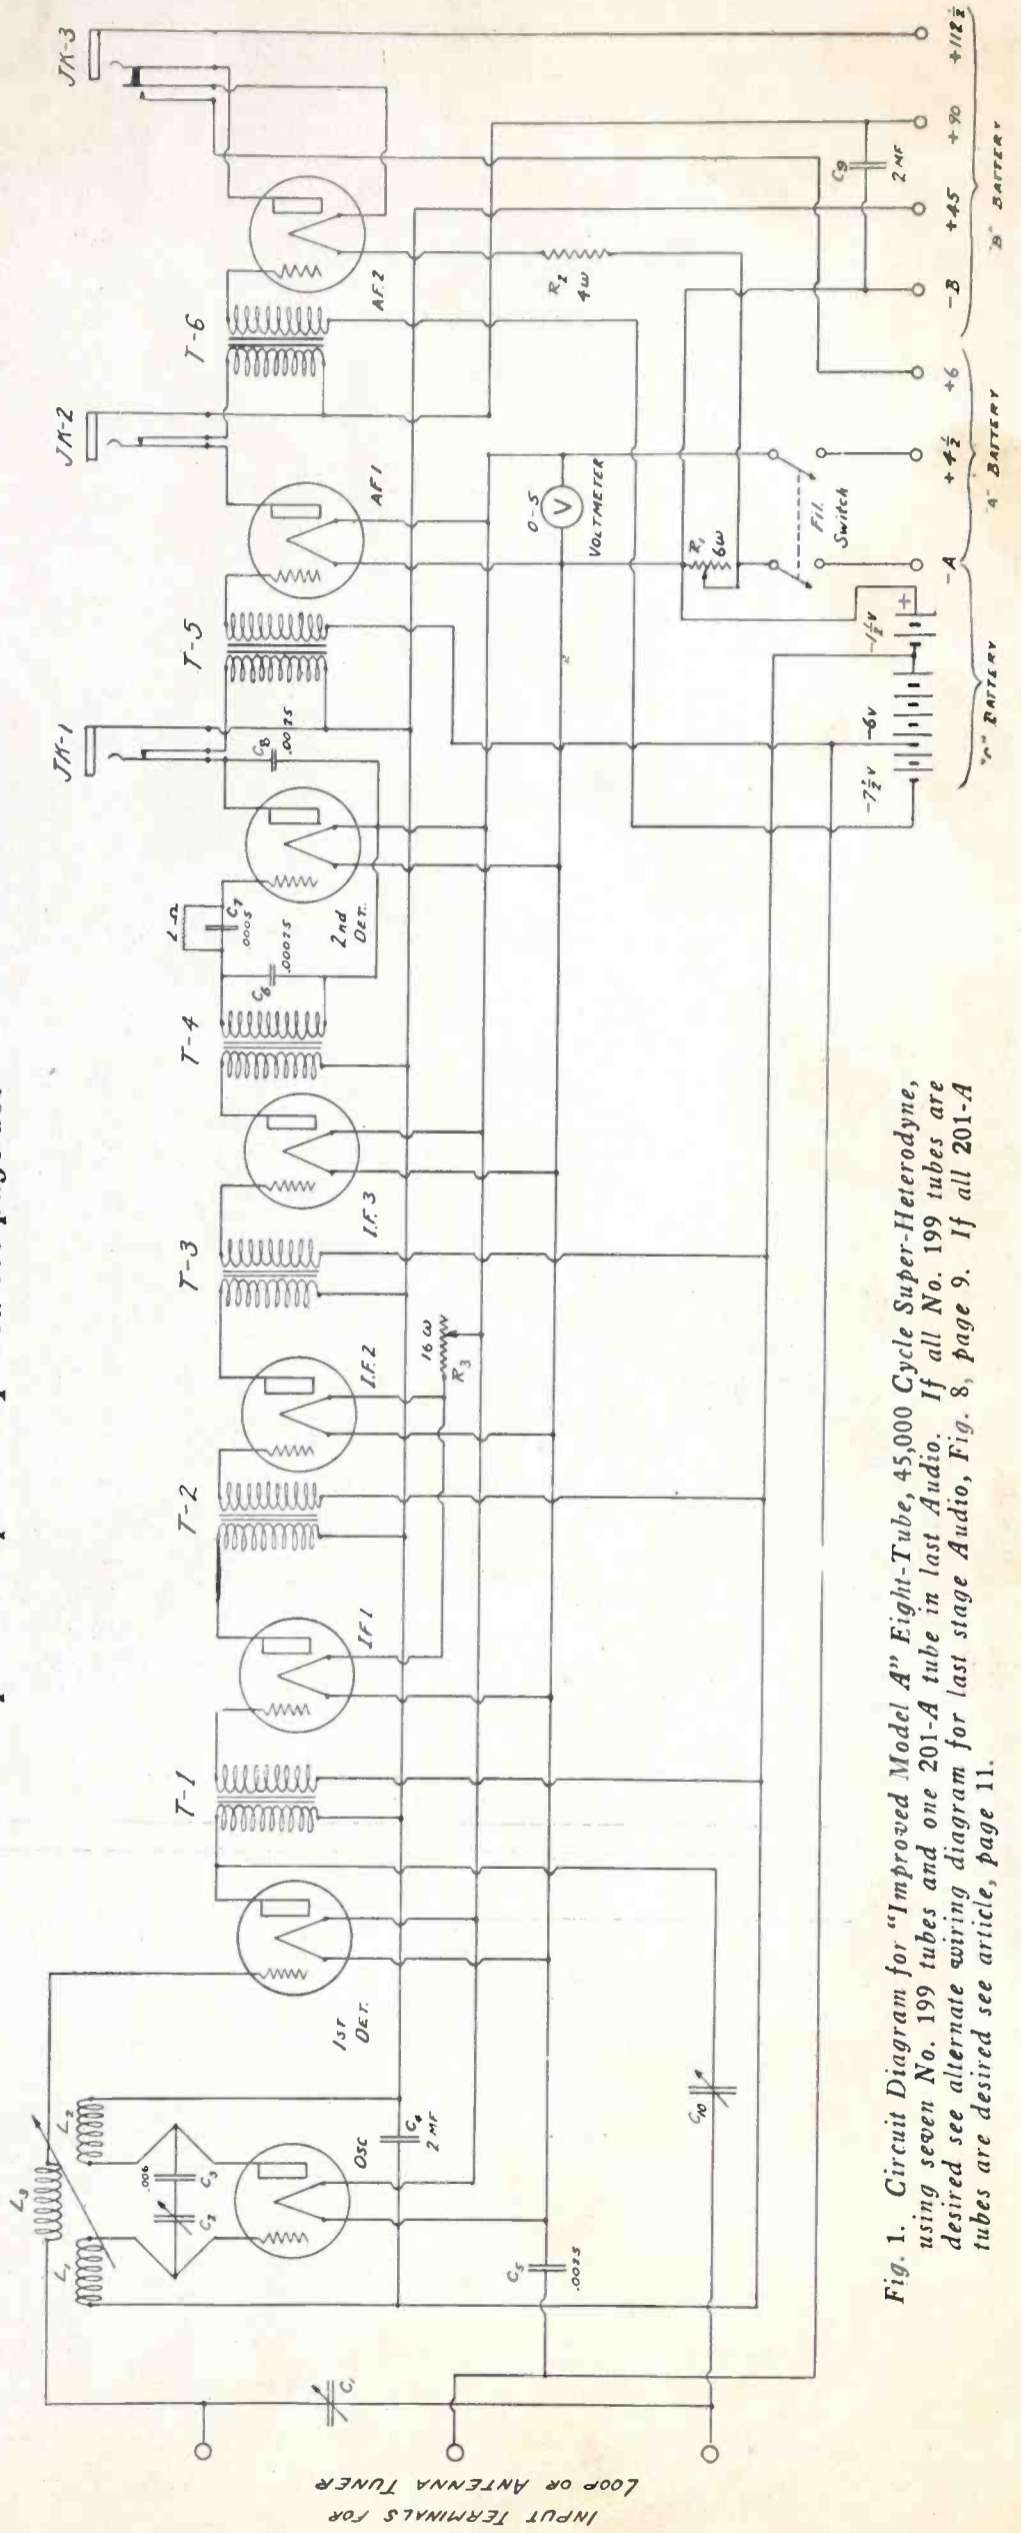 INPUT TERMINALS FOR
LOOP OR ANTENNA TUNER
L3
L1
L2
C2
C3
.006
OSC
C1
C5
.0025
C4
2 MF
1ST
DET.
C10
T-1
I.F.1
T-2
I.F.2
16 ω
R3
T-3
I.F.3
T-4
C6
.00025
2 Ω
C7
.0005
2nd
DET.
JK-1
C8
.0025
T-5
AF1
JK-2
T-6
AF.2
JK-3
0-5
V
VOLTMETER
R2
4ω
R1
6ω
Fil.
Switch
C9
2 MF
-7½V
-6V
-1½V
+
-A
+4½
+6
-B
+45
+90
+112½
"C" BATTERY
"A" BATTERY
"B" BATTERY
Fig. 1. Circuit Diagram for "Improved Model A" Eight-Tube, 45,000 Cycle Super-Heterodyne,
using seven No. 199 tubes and one 201-A tube in last Audio. If all No. 199 tubes are
desired see alternate wiring diagram for last stage Audio, Fig. 8, page 9. If all 201-A
tubes are desired see article, page 11.